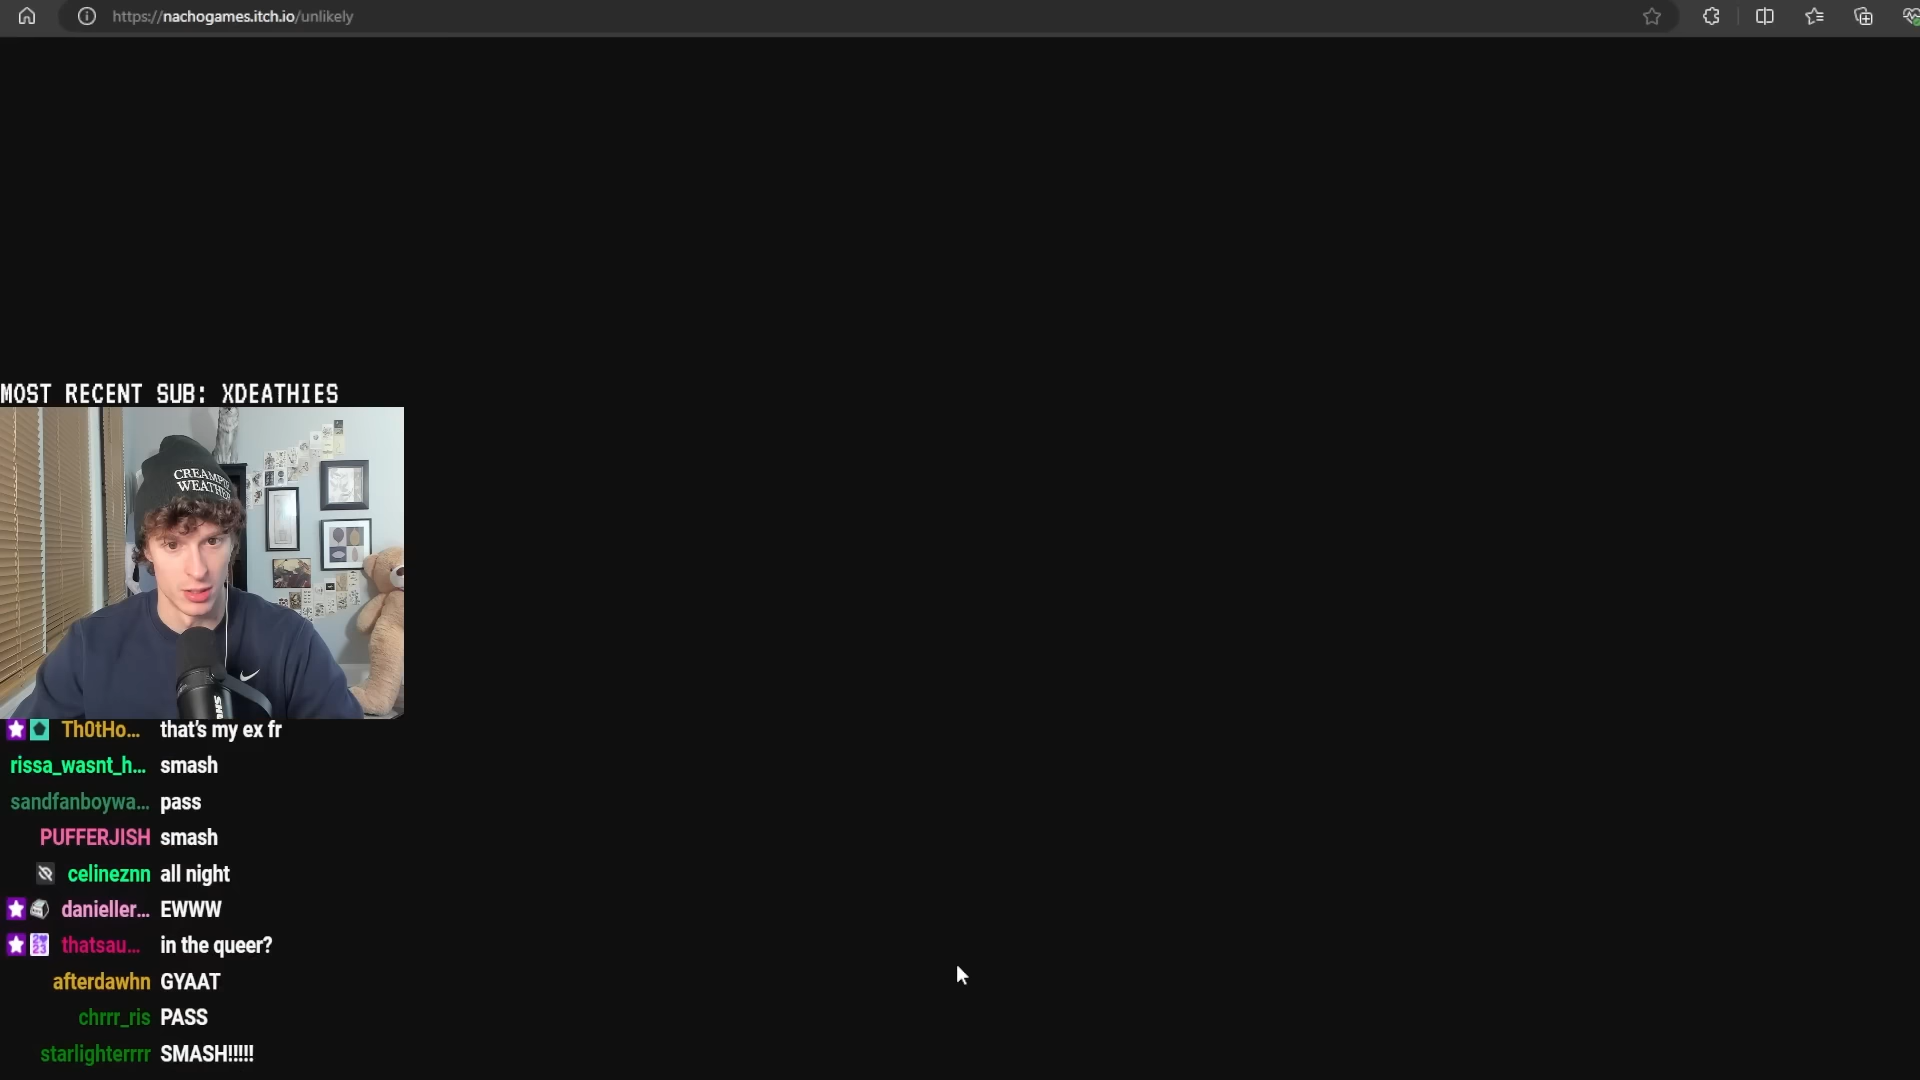 https://nachogames.itch.io/unlikely
MOST RECENT SUB: XDEATHIES
WEATHER
Th0tHo... that's my ex fr
rissa_wasnt_h... smash
sandfanboywa... pass
PUFFERJISH smash
celineznn all night
danieller... EWWW
thatsau... in the queer?
afterdawhn GYAAT
chrrr_ris PASS
starlighterrrr SMASH!!!!!